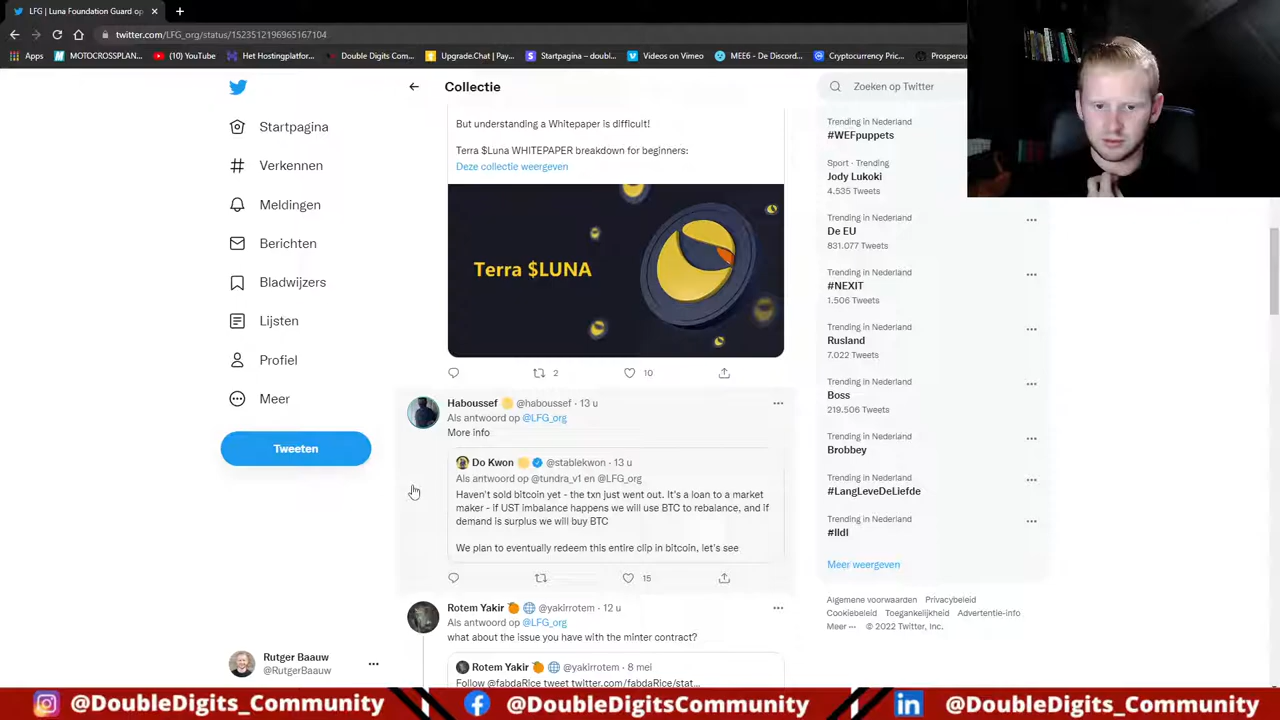 LFG | Luna Foundation Guard op
twitter.com/LFG_org/status/1523512196965167104
Apps
MOTOCROSSPLAN...
(10) YouTube
Het Hostingplatfor...
Double Digits Com...
Upgrade.Chat | Pay...
Startpagina – doubl...
Videos on Vimeo
MEE6 - De Discord...
Cryptocurrency Pric...
Prosperou
Collectie
Zoeken op Twitter
Startpagina
Verkennen
Meldingen
Berichten
Bladwijzers
Lijsten
Profiel
Meer
Tweeten
Rutger Baauw
@RutgerBaauw
But understanding a Whitepaper is difficult!
Terra $Luna WHITEPAPER breakdown for beginners:
Deze collectie weergeven
Terra $LUNA
2
10
Haboussef @haboussef · 13 u
Als antwoord op @LFG_org
More info
Do Kwon @stablekwon · 13 u
Als antwoord op @tundra_v1 en @LFG_org
Haven't sold bitcoin yet - the txn just went out. It's a loan to a market
maker - if UST imbalance happens we will use BTC to rebalance, and if
demand is surplus we will buy BTC
We plan to eventually redeem this entire clip in bitcoin, let's see
15
Rotem Yakir @yakirrotem · 12 u
Als antwoord op @LFG_org
what about the issue you have with the minter contract?
Rotem Yakir @yakirrotem · 8 mei
Follow @fabdaRice tweet twitter.com/fabdaRice/stat...
Trending in Nederland
#WEFpuppets
Sport · Trending
Jody Lukoki
4.535 Tweets
Trending in Nederland
De EU
831.077 Tweets
Trending in Nederland
#NEXIT
1.506 Tweets
Trending in Nederland
Rusland
7.022 Tweets
Trending in Nederland
Boss
219.506 Tweets
Trending in Nederland
Brobbey
Trending in Nederland
#LangLeveDeLiefde
Trending in Nederland
#lldl
Meer weergeven
Algemene voorwaarden Privacybeleid
Cookiebeleid Toegankelijkheid Advertentie-info
Meer ··· © 2022 Twitter, Inc.
@DoubleDigits_Community
@DoubleDigitsCommunity
@DoubleDigits_Community